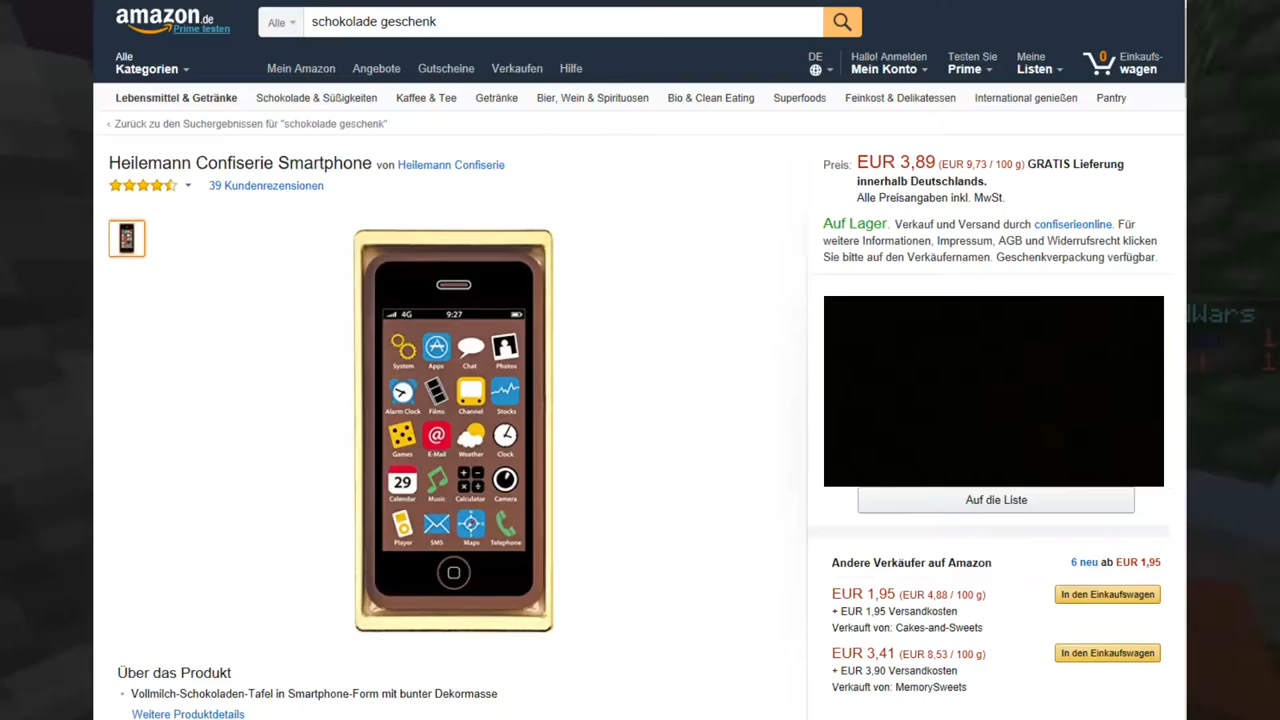 amazon.de
Prime testen
Alle
schokolade geschenk
Alle
Kategorien
Mein Amazon
Angebote
Gutscheine
Verkaufen
Hilfe
DE
Hallo! Anmelden
Mein Konto
Testen Sie
Prime
Meine
Listen
0
Einkaufs-
wagen
Lebensmittel & Getränke
Schokolade & Süßigkeiten
Kaffee & Tee
Getränke
Bier, Wein & Spirituosen
Bio & Clean Eating
Superfoods
Feinkost & Delikatessen
International genießen
Pantry
‹ Zurück zu den Suchergebnissen für "schokolade geschenk"
Heilemann Confiserie Smartphone von Heilemann Confiserie
39 Kundenrezensionen
4G 9:27
System Apps Chat Photos
Alarm Clock Films Channel Stocks
Games @ E-Mail Weather Clock
29
Calendar Music Calculator Camera
Player SMS Maps Telephone
Über das Produkt
• Vollmilch-Schokoladen-Tafel in Smartphone-Form mit bunter Dekormasse
Weitere Produktdetails
Preis: EUR 3,89 (EUR 9,73 / 100 g) GRATIS Lieferung
innerhalb Deutschlands.
Alle Preisangaben inkl. MwSt.
Auf Lager. Verkauf und Versand durch confiserieonline. Für
weitere Informationen, Impressum, AGB und Widerrufsrecht klicken
Sie bitte auf den Verkäufernamen. Geschenkverpackung verfügbar.
Auf die Liste
Andere Verkäufer auf Amazon
6 neu ab EUR 1,95
EUR 1,95 (EUR 4,88 / 100 g)
In den Einkaufswagen
+ EUR 1,95 Versandkosten
Verkauft von: Cakes-and-Sweets
EUR 3,41 (EUR 8,53 / 100 g)
In den Einkaufswagen
+ EUR 3,90 Versandkosten
Verkauft von: MemorySweets